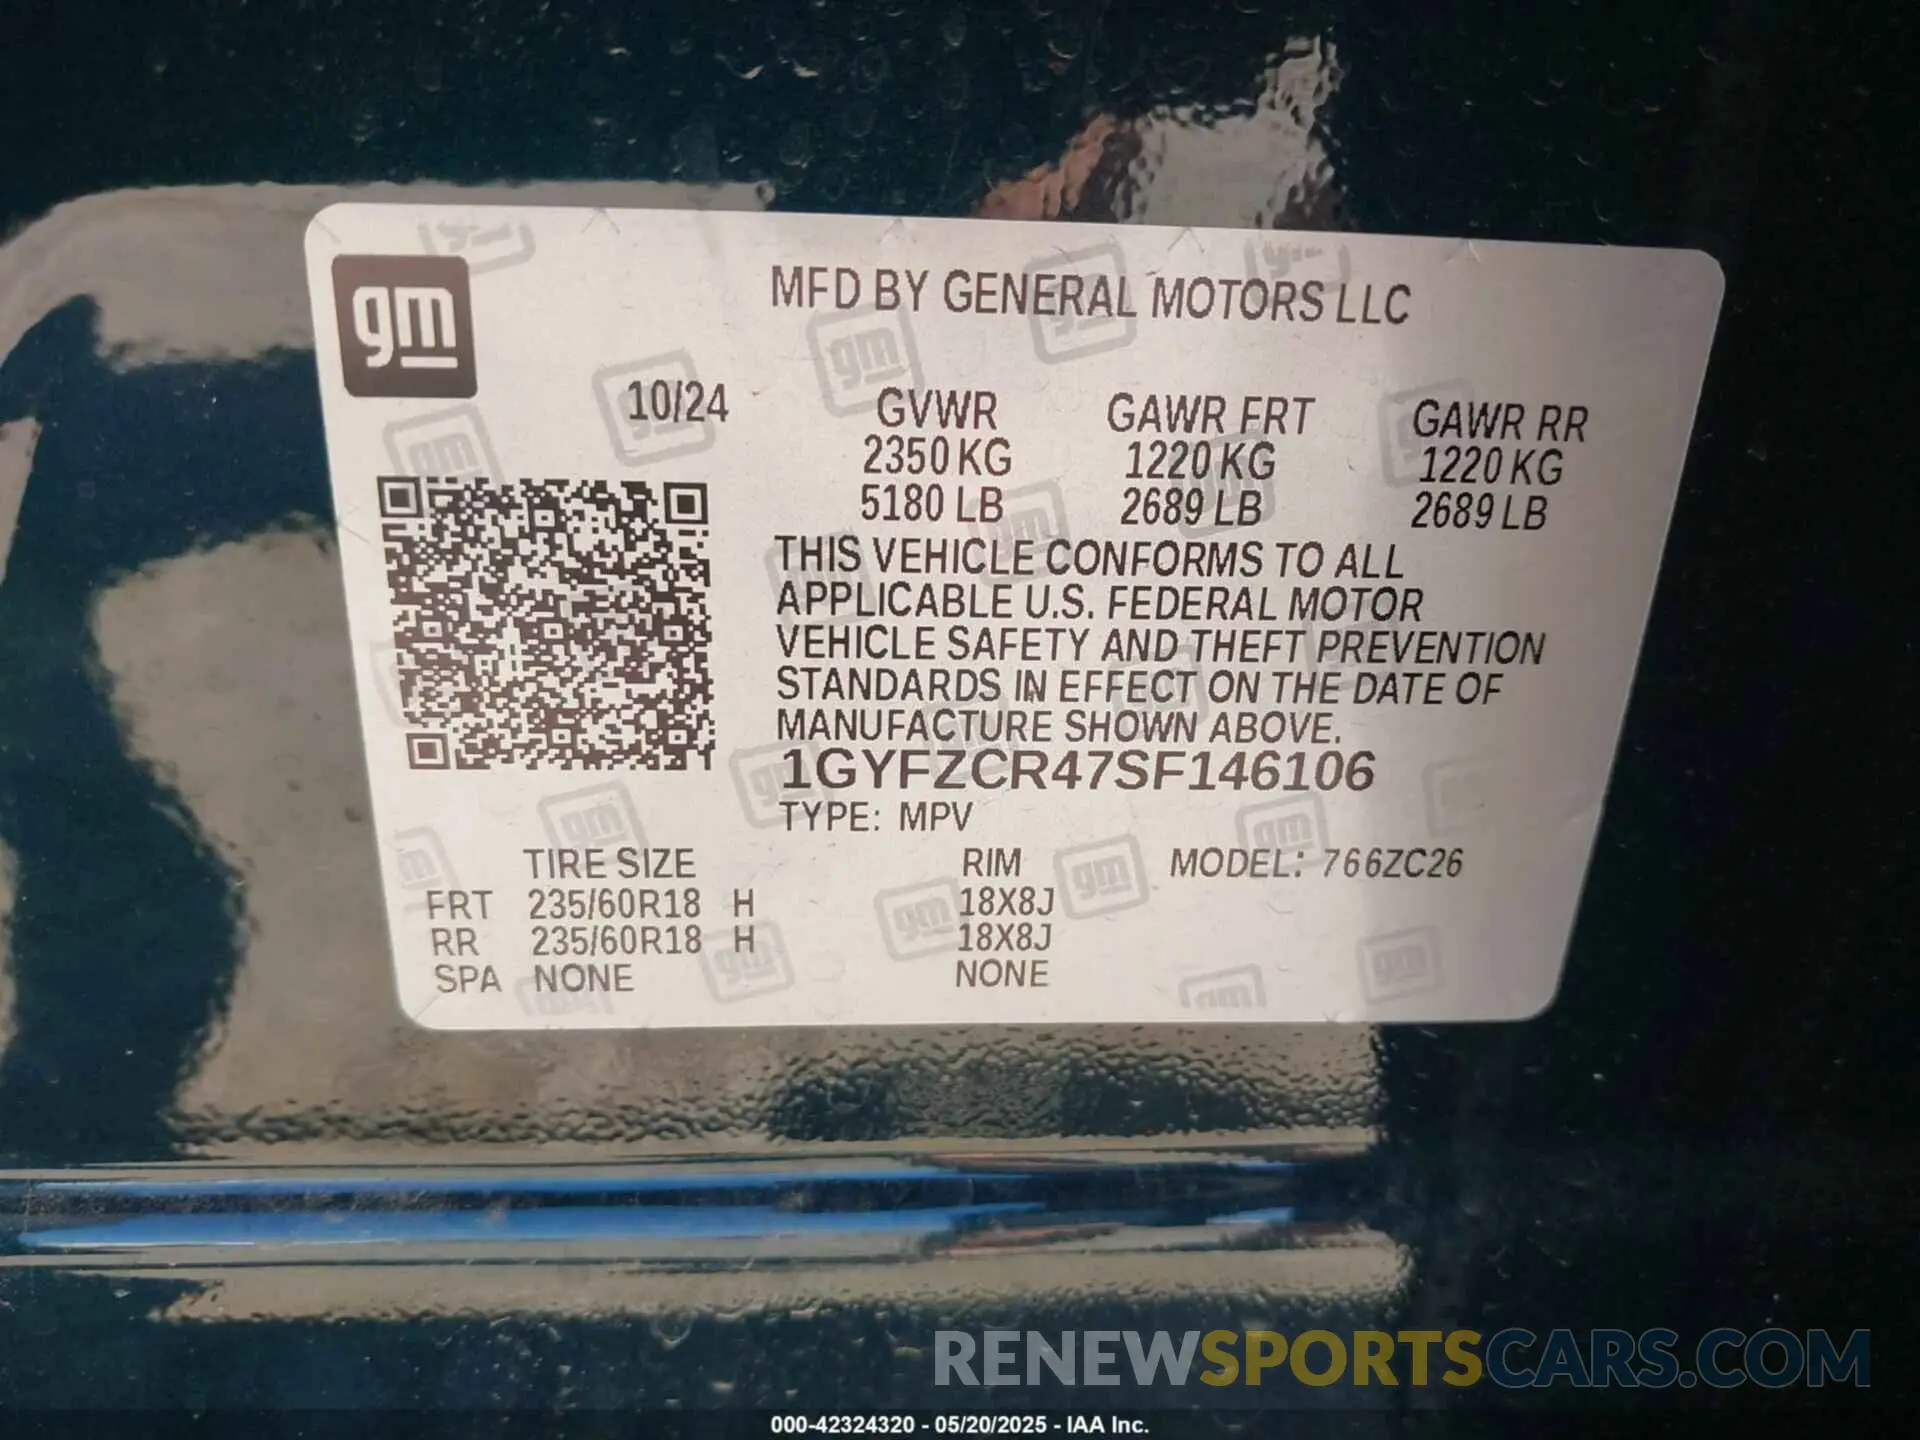 gm
MFD BY GENERAL MOTORS LLC
10/24 GVWR GAWR FRT GAWR RR
2350 KG 1220 KG 1220 KG
5180 LB 2689 LB 2689 LB
THIS VEHICLE CONFORMS TO ALL
APPLICABLE U.S. FEDERAL MOTOR
VEHICLE SAFETY AND THEFT PREVENTION
STANDARDS IN EFFECT ON THE DATE OF
MANUFACTURE SHOWN ABOVE.
1GYFZCR47SF146106
TYPE: MPV
TIRE SIZE RIM MODEL: 766ZC26
FRT 235/60R18 H 18X8J
RR 235/60R18 H 18X8J
SPA NONE NONE
RENEWSPORTSCARS.COM
000-42324320 - 05/20/2025 - IAA Inc.